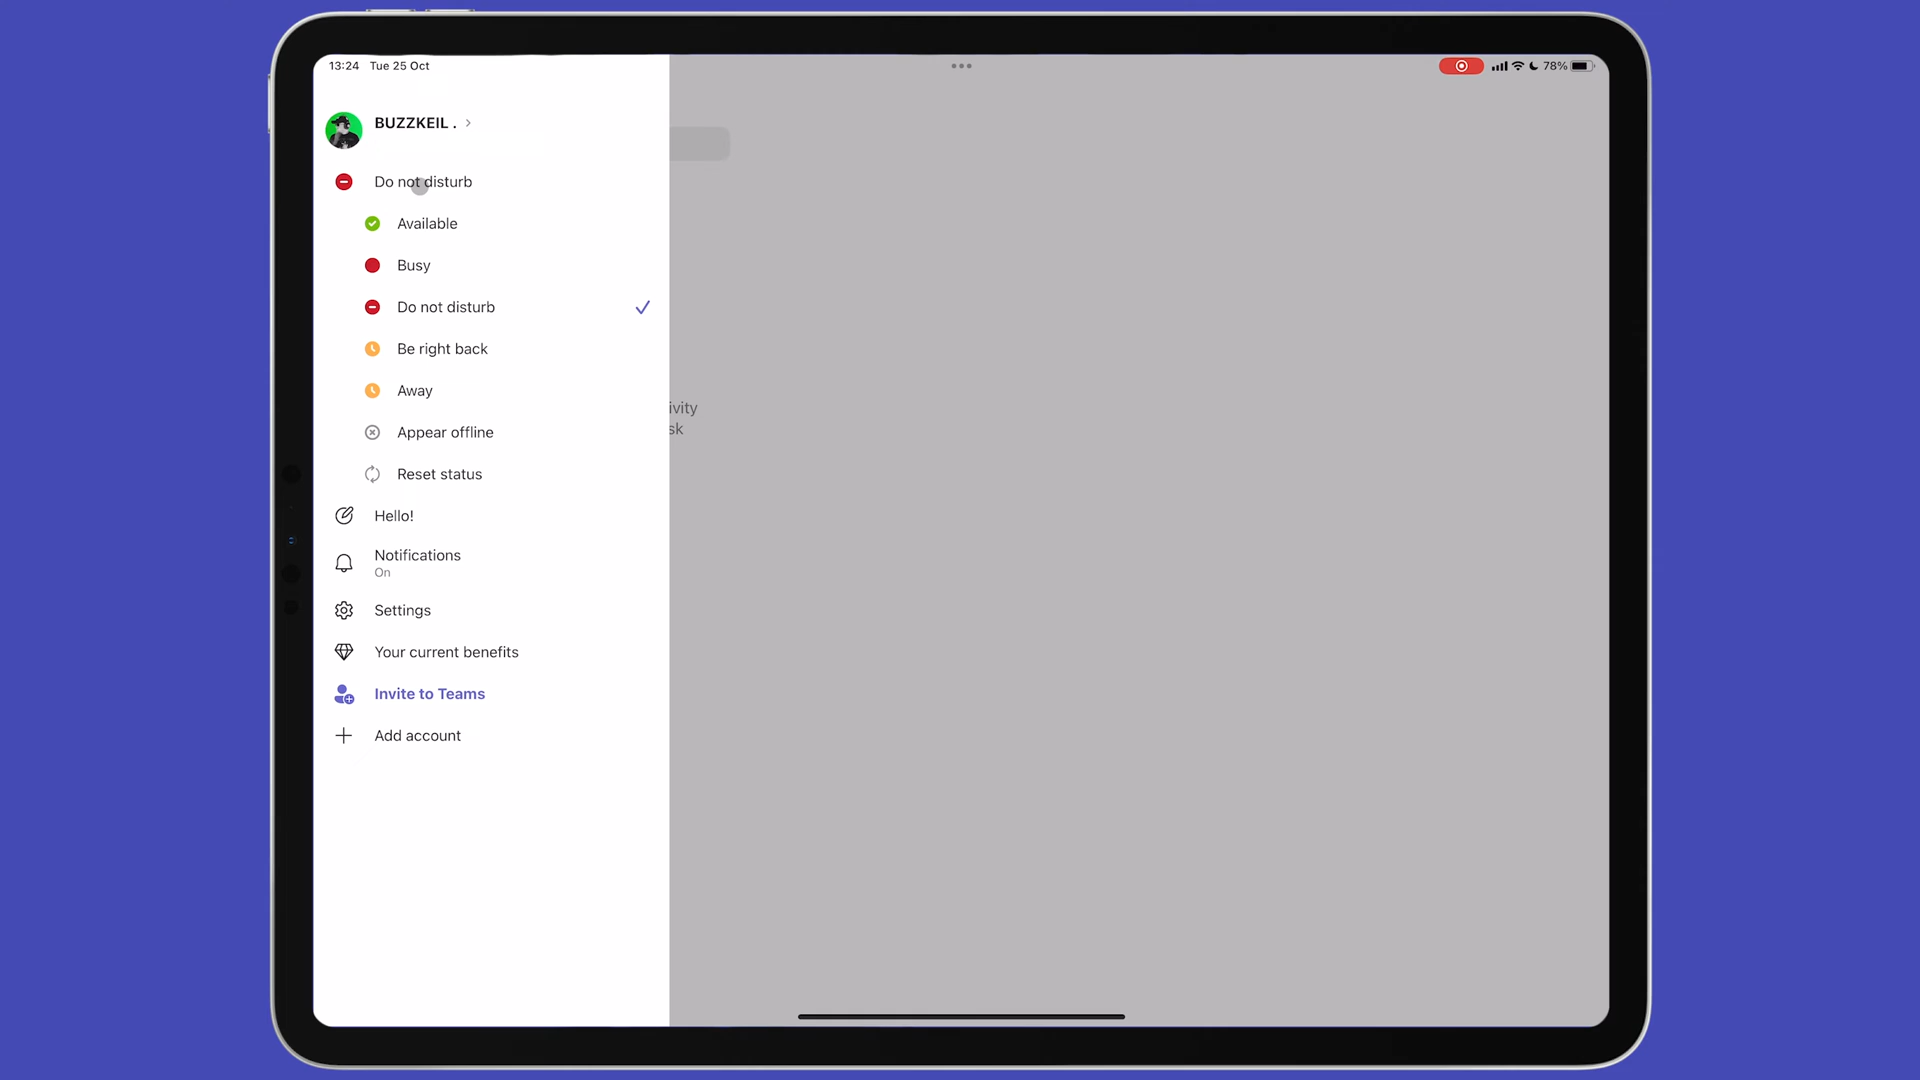 13:24 Tue 25 Oct
78%
BUZZKEIL .
Do not disturb
Available
Busy
Do not disturb
Be right back
Away
Appear offline
Reset status
Hello!
Notifications
On
Settings
Your current benefits
Invite to Teams
Add account
ivity
sk